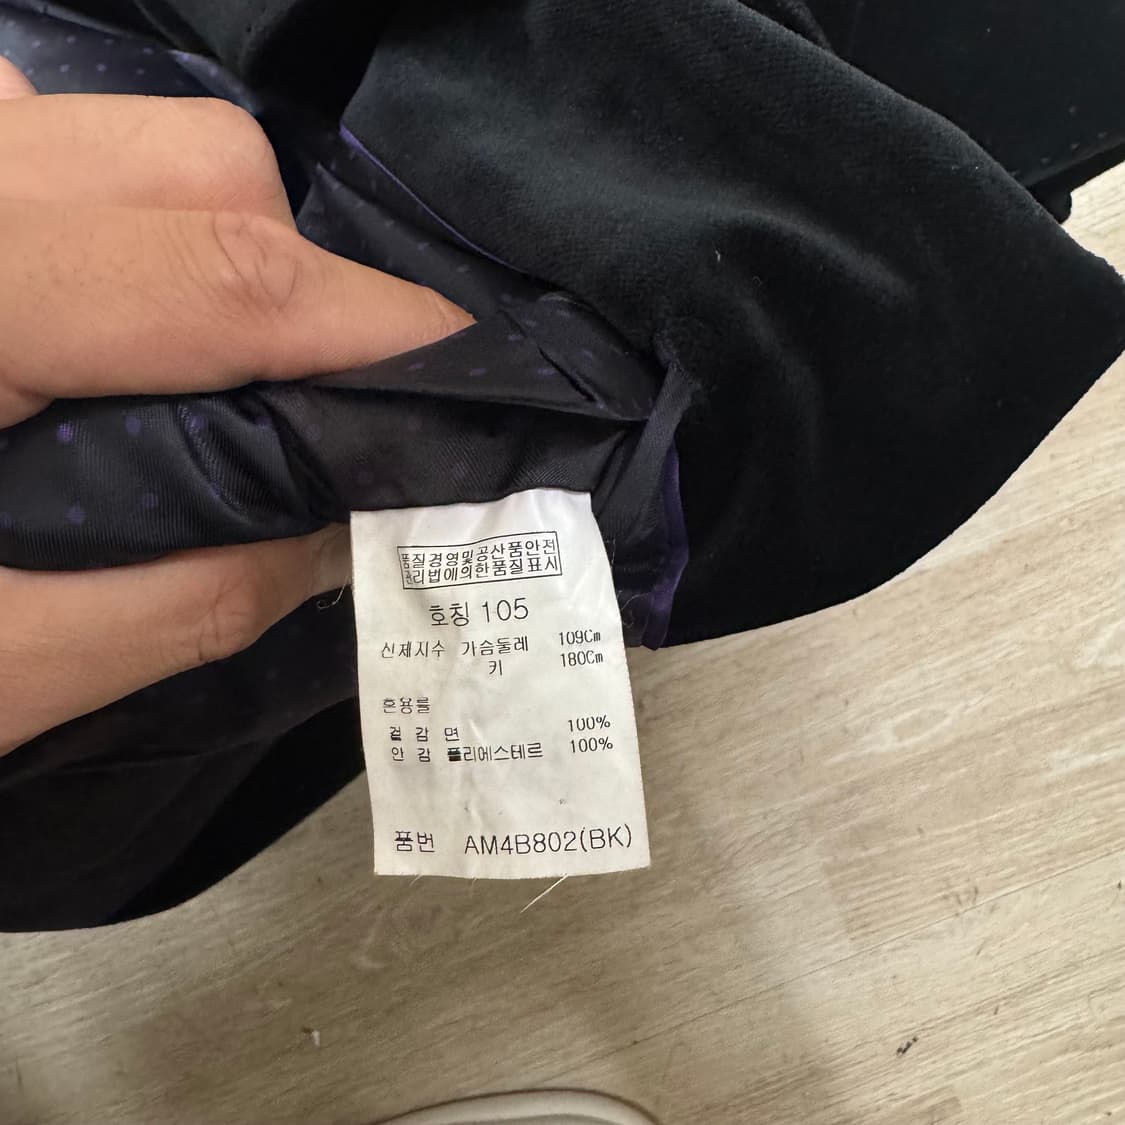 품질경영및공산품안전
관리법에의한품질표시
호칭 105
신체치수 가슴둘레 109Cm
키 180Cm
혼용률
겉감 면 100%
안감 폴리에스테르 100%
품번 AM4B802(BK)